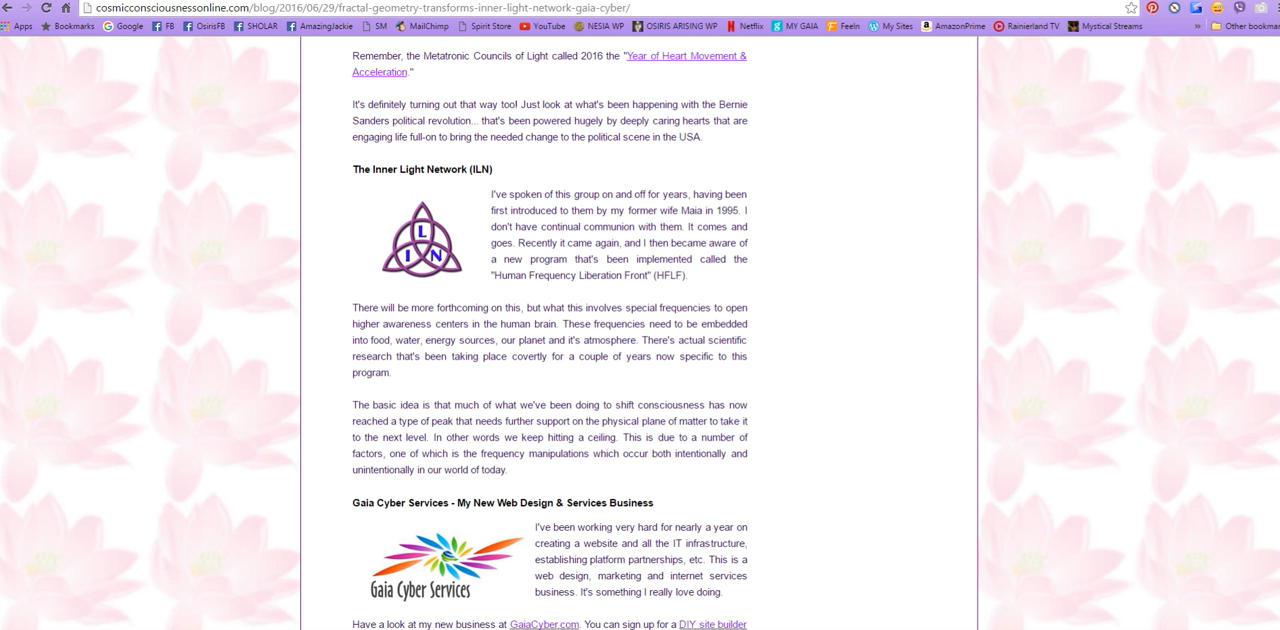 cosmicconsciousnessonline.com/blog/2016/06/29/fractal-geometry-transforms-inner-light-network-gaia-cyber/
Apps Bookmarks Google FB OsirisFB SHOLAR AmazingJackie SM MailChimp Spirit Store YouTube NESIA WP OSIRIS ARISING WP Netflix MY GAIA FeeIn My Sites AmazonPrime Rainierland TV Mystical Streams » Other bookmar
Remember, the Metatronic Councils of Light called 2016 the "Year of Heart Movement &
Acceleration."
It's definitely turning out that way too! Just look at what's been happening with the Bernie
Sanders political revolution... that's been powered hugely by deeply caring hearts that are
engaging life full-on to bring the needed change to the political scene in the USA.
The Inner Light Network (ILN)
L
I N
I've spoken of this group on and off for years, having been
first introduced to them by my former wife Maia in 1995. I
don't have continual communion with them. It comes and
goes. Recently it came again, and I then became aware of
a new program that's been implemented called the
"Human Frequency Liberation Front" (HFLF).
There will be more forthcoming on this, but what this involves special frequencies to open
higher awareness centers in the human brain. These frequencies need to be embedded
into food, water, energy sources, our planet and it's atmosphere. There's actual scientific
research that's been taking place covertly for a couple of years now specific to this
program.
The basic idea is that much of what we've been doing to shift consciousness has now
reached a type of peak that needs further support on the physical plane of matter to take it
to the next level. In other words we keep hitting a ceiling. This is due to a number of
factors, one of which is the frequency manipulations which occur both intentionally and
unintentionally in our world of today.
Gaia Cyber Services - My New Web Design & Services Business
Gaia Cyber Services
I've been working very hard for nearly a year on
creating a website and all the IT infrastructure,
establishing platform partnerships, etc. This is a
web design, marketing and internet services
business. It's something I really love doing.
Have a look at my new business at GaiaCyber.com. You can sign up for a DIY site builder